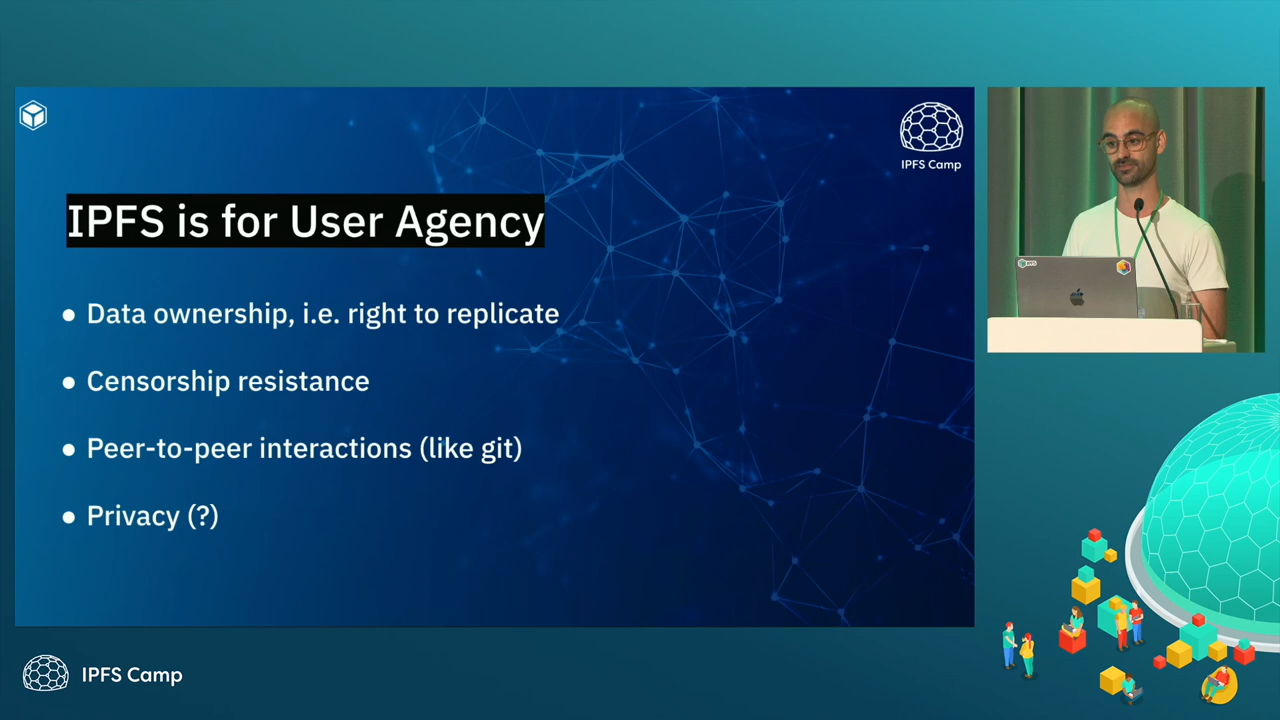 IPFS Camp
IPFS is for User Agency
● Data ownership, i.e. right to replicate
● Censorship resistance
● Peer-to-peer interactions (like git)
● Privacy (?)
IPFS
IPFS Camp